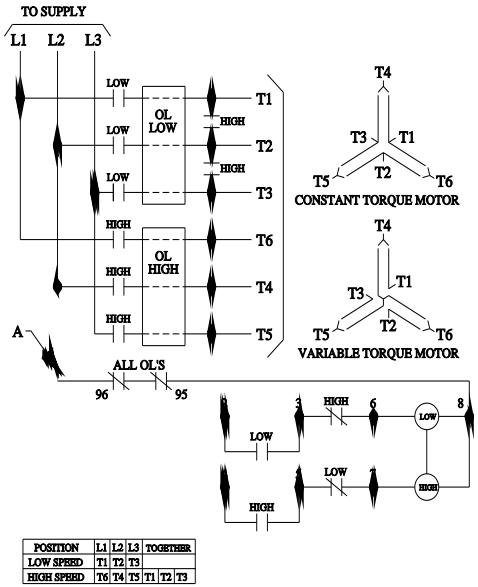 TO SUPPLY
L1 L2 L3
LOW
OL LOW
T1
HIGH
LOW
T2
HIGH
LOW
T3
HIGH
OL HIGH
T6
HIGH
T4
HIGH
T5
T4
T3 T1
T2
T5 T6
CONSTANT TORQUE MOTOR
T4
T1
T3
T2
T5 T6
VARIABLE TORQUE MOTOR
A
ALL OL'S
96 95
3 HIGH 6 8
LOW
LOW
LOW
HIGH
HIGH
POSITION L1 L2 L3 TOGETHER
LOW SPEED T1 T2 T3
HIGH SPEED T6 T4 T5 T1 T2 T3